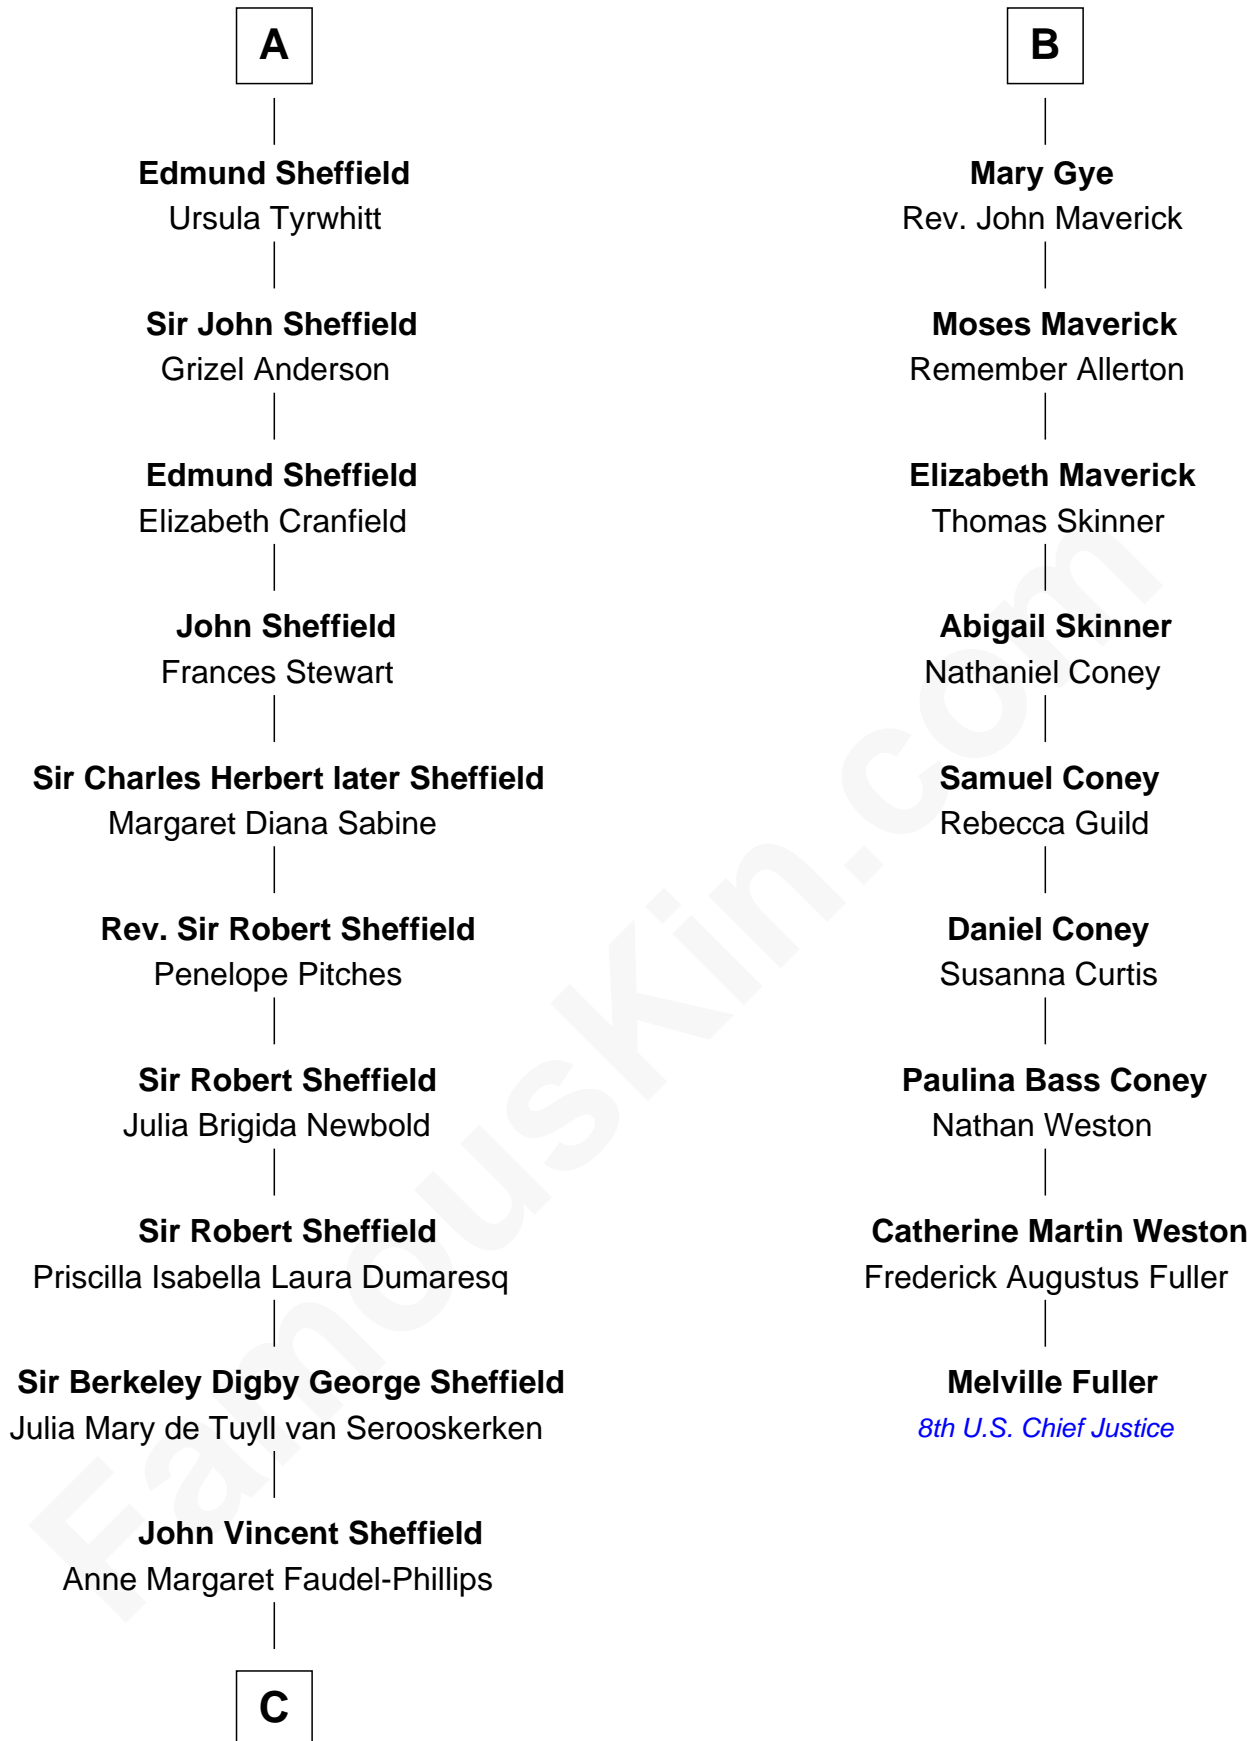 A
Edmund Sheffield
Ursula Tyrwhitt
Sir John Sheffield
Grizel Anderson
Edmund Sheffield
Elizabeth Cranfield
John Sheffield
Frances Stewart
Sir Charles Herbert later Sheffield
Margaret Diana Sabine
Rev. Sir Robert Sheffield
Penelope Pitches
Sir Robert Sheffield
Julia Brigida Newbold
Sir Robert Sheffield
Priscilla Isabella Laura Dumaresq
Sir Berkeley Digby George Sheffield
Julia Mary de Tuyll van Serooskerken
John Vincent Sheffield
Anne Margaret Faudel-Phillips
C
B
Mary Gye
Rev. John Maverick
Moses Maverick
Remember Allerton
Elizabeth Maverick
Thomas Skinner
Abigail Skinner
Nathaniel Coney
Samuel Coney
Rebecca Guild
Daniel Coney
Susanna Curtis
Paulina Bass Coney
Nathan Weston
Catherine Martin Weston
Frederick Augustus Fuller
Melville Fuller
8th U.S. Chief Justice
FamousKin.com